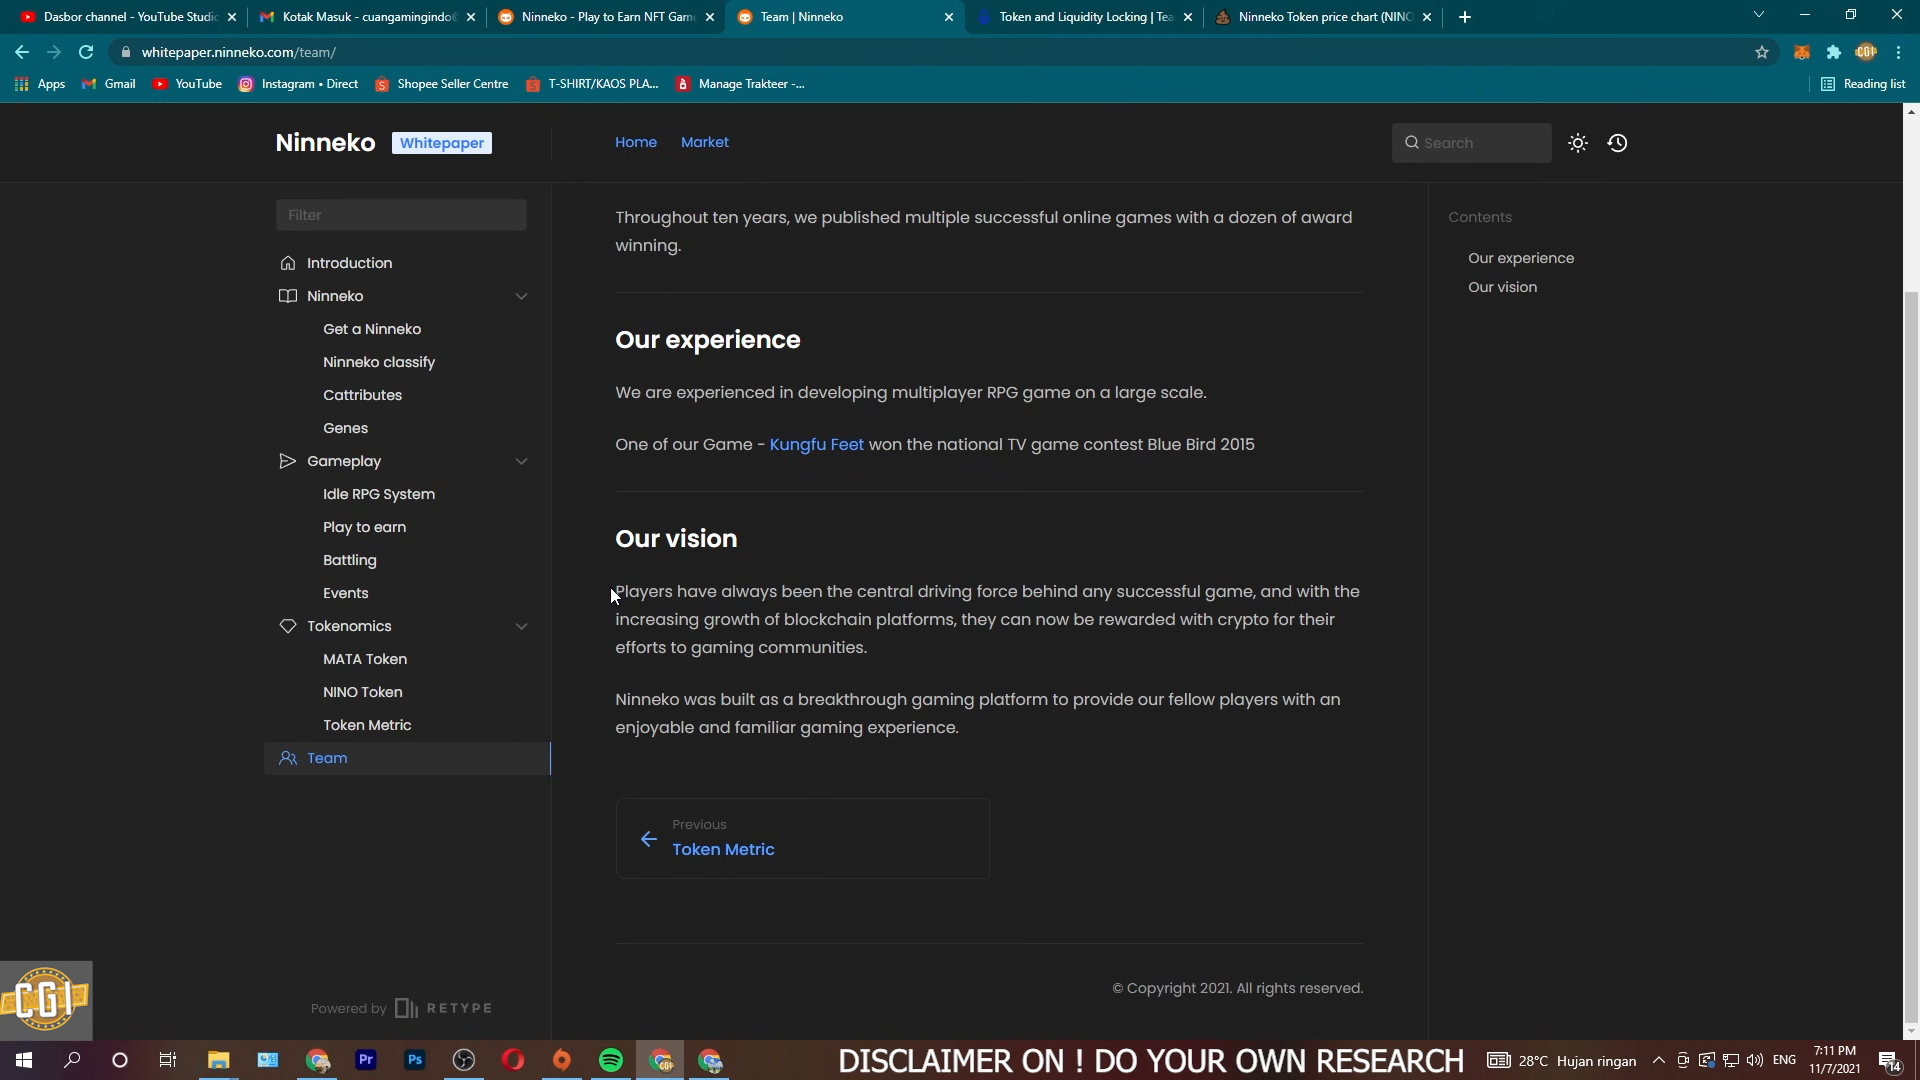 Dasbor channel - YouTube Studio
Kotak Masuk - cuangamingindo
Ninneko - Play to Earn NFT Game
Team | Ninneko
Token and Liquidity Locking | Tea
Ninneko Token price chart (NINO
whitepaper.ninneko.com/team/
Apps
Gmail
YouTube
Instagram • Direct
Shopee Seller Centre
T-SHIRT/KAOS PLA...
Manage Trakteer -...
Reading list
Ninneko Whitepaper
Home
Market
Search
Filter
Introduction
Ninneko
Get a Ninneko
Ninneko classify
Cattributes
Genes
Gameplay
Idle RPG System
Play to earn
Battling
Events
Tokenomics
MATA Token
NINO Token
Token Metric
Team
Powered by RETYPE
Throughout ten years, we published multiple successful online games with a dozen of award
winning.
Our experience
We are experienced in developing multiplayer RPG game on a large scale.
One of our Game - Kungfu Feet won the national TV game contest Blue Bird 2015
Our vision
Players have always been the central driving force behind any successful game, and with the
increasing growth of blockchain platforms, they can now be rewarded with crypto for their
efforts to gaming communities.
Ninneko was built as a breakthrough gaming platform to provide our fellow players with an
enjoyable and familiar gaming experience.
Previous
Token Metric
© Copyright 2021. All rights reserved.
Contents
Our experience
Our vision
CGI
Pr
Ps
DISCLAIMER ON ! DO YOUR OWN RESEARCH
28°C Hujan ringan
ENG
7:11 PM
11/7/2021
14